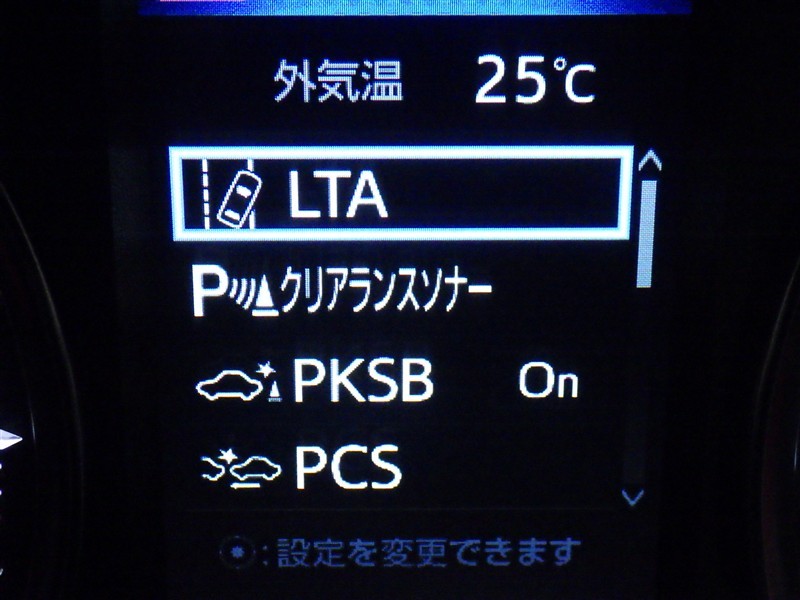 外気温 25℃
LTA
Pクリアランスソナー
PKSB On
PCS
:設定を変更できます